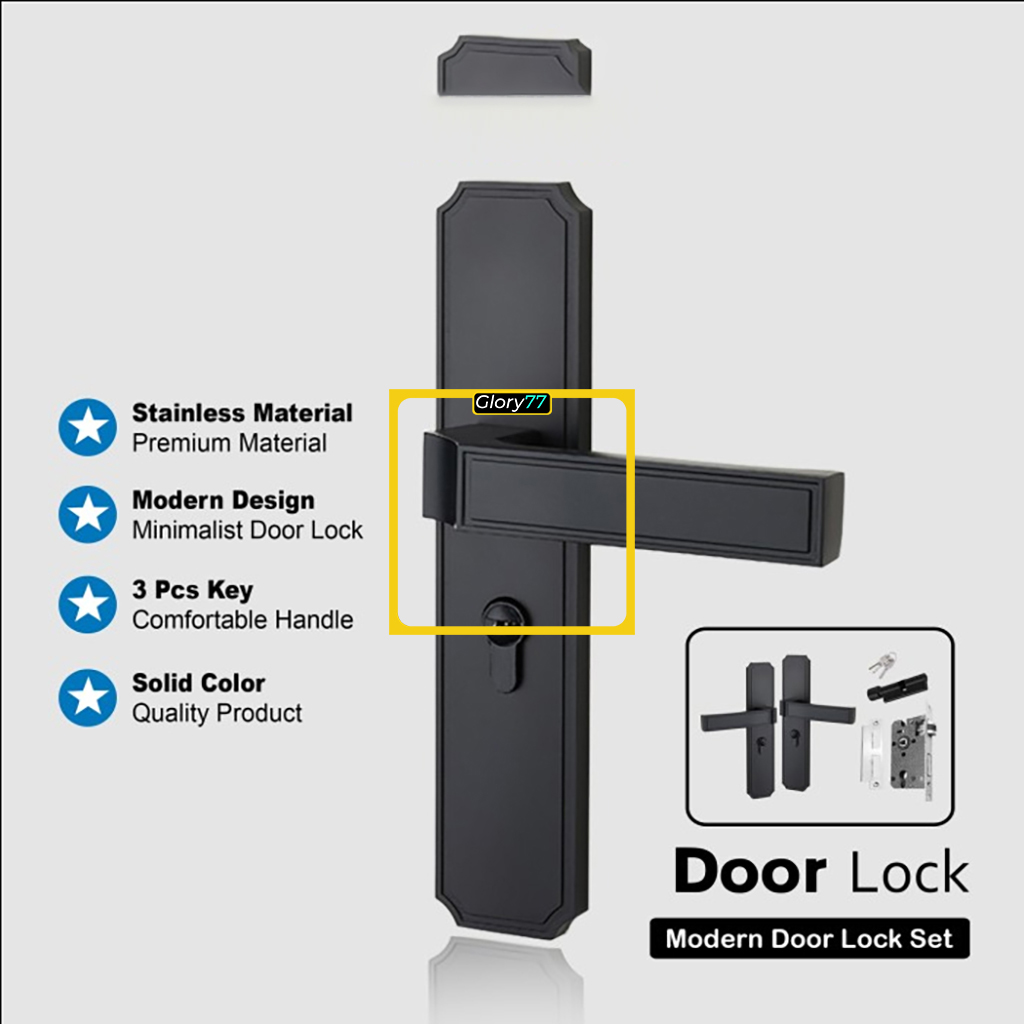 Glory77
Stainless Material
Premium Material
Modern Design
Minimalist Door Lock
3 Pcs Key
Comfortable Handle
Solid Color
Quality Product
Door Lock
Modern Door Lock Set